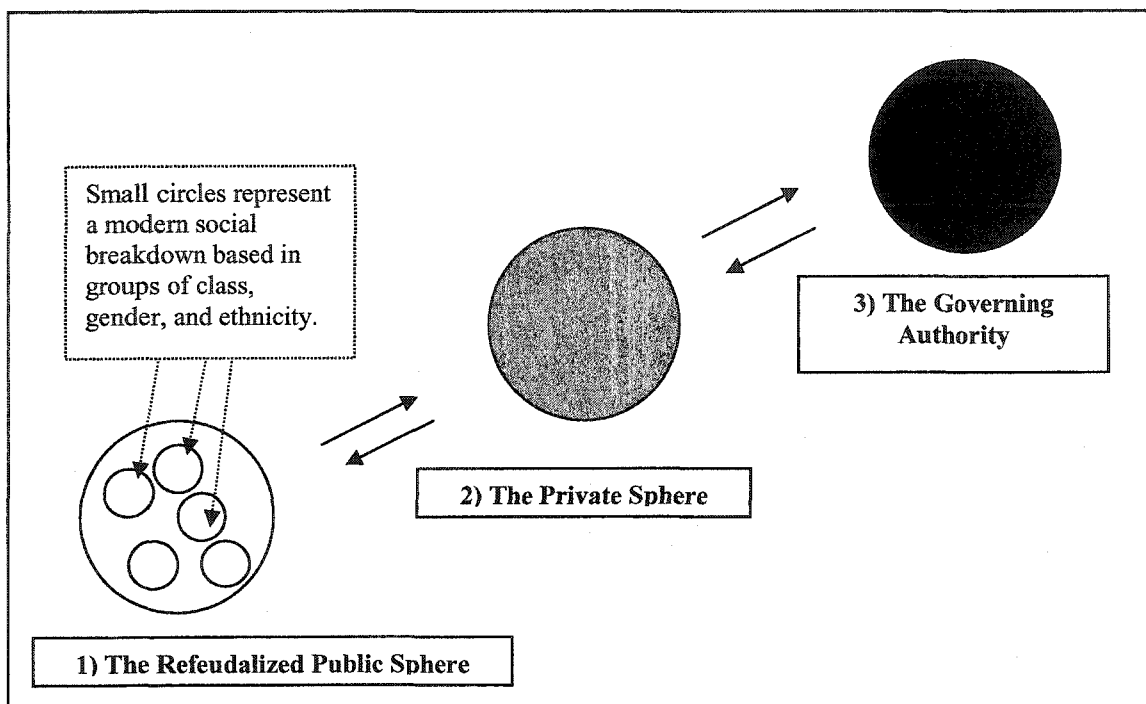 Small circles represent
a modern social
breakdown based in
groups of class,
gender, and ethnicity.
3) The Governing
Authority
2) The Private Sphere
1) The Refeudalized Public Sphere